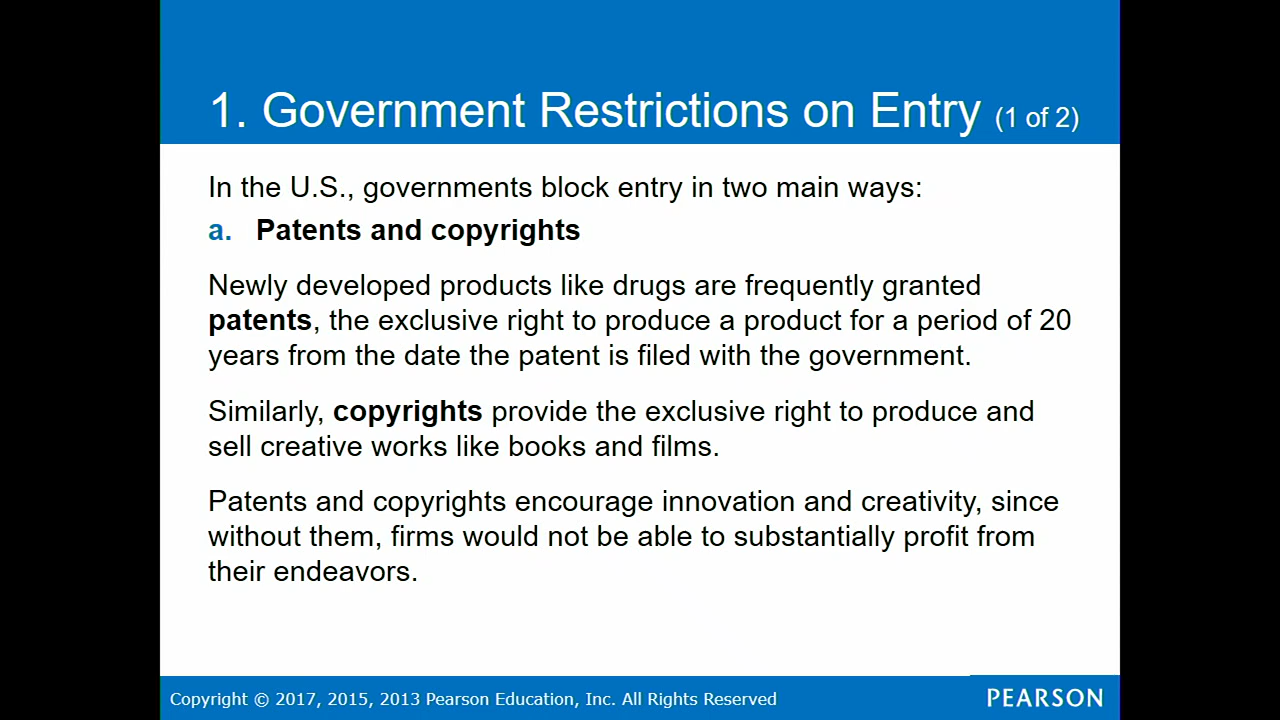 1. Government Restrictions on Entry (1 of 2)
In the U.S., governments block entry in two main ways:
a. Patents and copyrights
Newly developed products like drugs are frequently granted
patents, the exclusive right to produce a product for a period of 20
years from the date the patent is filed with the government.
Similarly, copyrights provide the exclusive right to produce and
sell creative works like books and films.
Patents and copyrights encourage innovation and creativity, since
without them, firms would not be able to substantially profit from
their endeavors.
Copyright © 2017, 2015, 2013 Pearson Education, Inc. All Rights Reserved
PEARSON